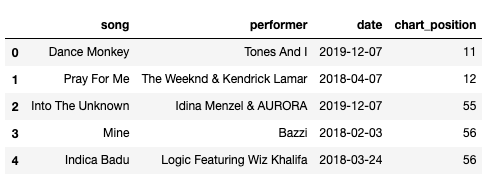 song performer date chart_position
0 Dance Monkey Tones And I 2019-12-07 11
1 Pray For Me The Weeknd & Kendrick Lamar 2018-04-07 12
2 Into The Unknown Idina Menzel & AURORA 2019-12-07 55
3 Mine Bazzi 2018-02-03 56
4 Indica Badu Logic Featuring Wiz Khalifa 2018-03-24 56